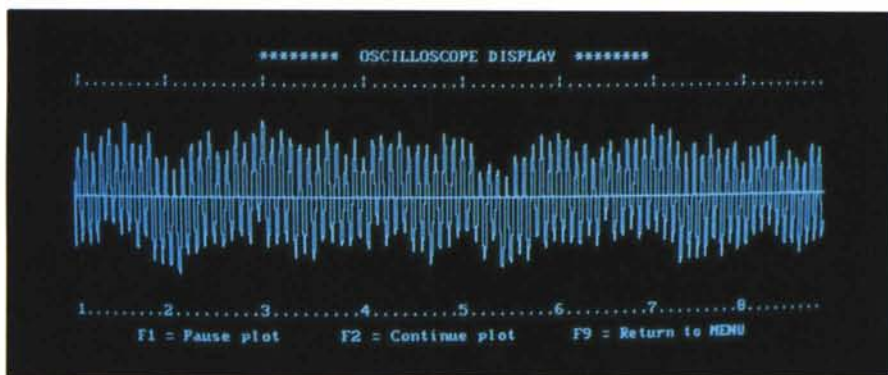 ******** OSCILLOSCOPE DISPLAY ********
1........2.........3.........4.........5.........6.........7.........8........
F1 = Pause plot F2 = Continue plot F9 = Return to MENU